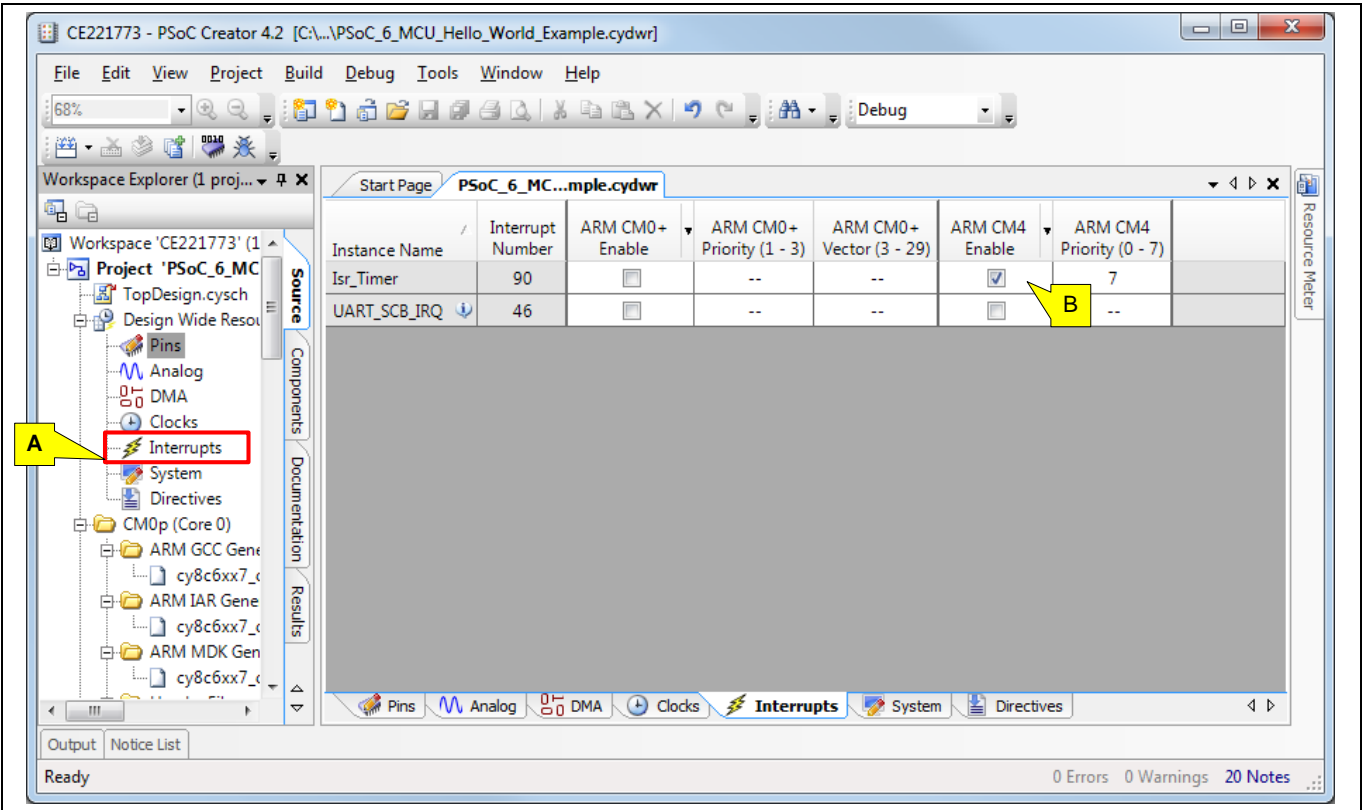 CE221773 - PSoC Creator 4.2 [C:\...\PSoC_6_MCU_Hello_World_Example.cydwr]
File Edit View Project Build Debug Tools Window Help
68%
Debug
Workspace Explorer (1 proj...
Workspace 'CE221773' (1
Project 'PSoC_6_MC
TopDesign.cysch
Design Wide Resou
Pins
Analog
DMA
Clocks
A
Interrupts
System
Directives
CM0p (Core 0)
ARM GCC Gene
cy8c6xx7_c
ARM IAR Gene
cy8c6xx7_c
ARM MDK Gen
cy8c6xx7_c
Source
Components
Documentation
Results
Start Page
PSoC_6_MC...mple.cydwr
Instance Name
Interrupt Number
ARM CM0+ Enable
ARM CM0+ Priority (1 - 3)
ARM CM0+ Vector (3 - 29)
ARM CM4 Enable
ARM CM4 Priority (0 - 7)
Isr_Timer 90 -- -- 7
UART_SCB_IRQ 46 -- -- --
B
Resource Meter
Pins Analog DMA Clocks Interrupts System Directives
Output Notice List
Ready
0 Errors 0 Warnings 20 Notes